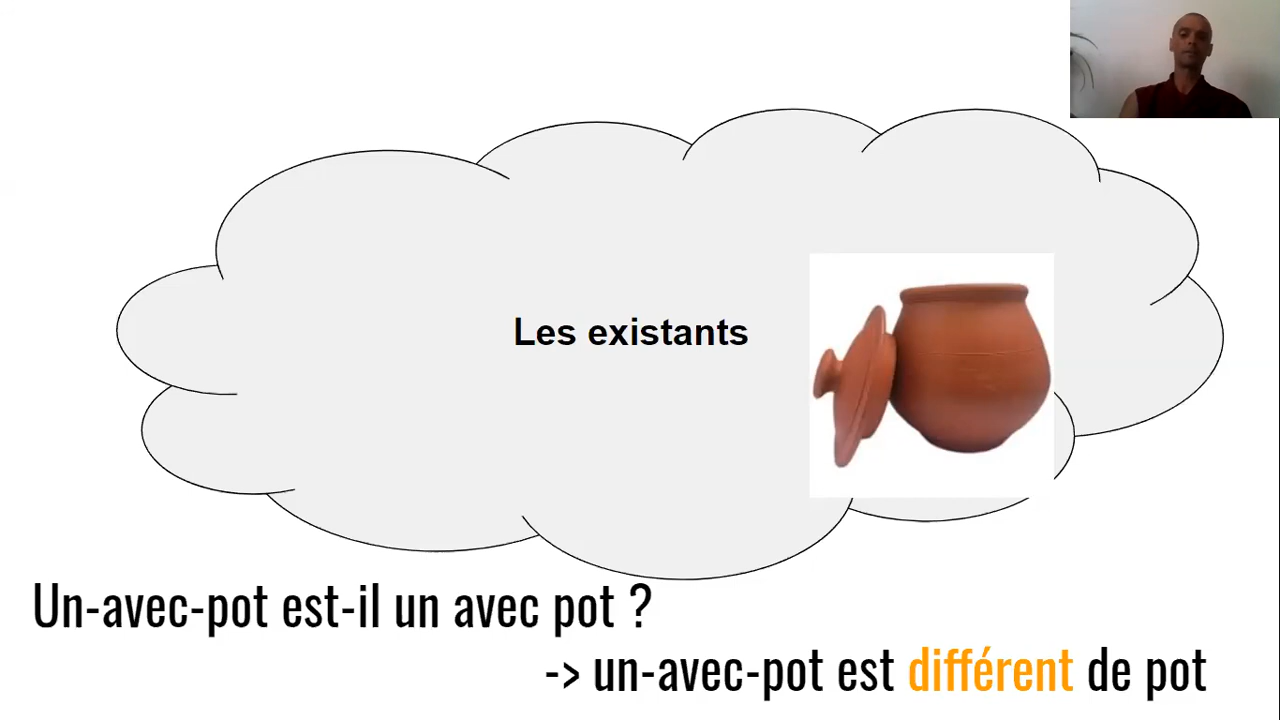 Les existants
Un-avec-pot est-il un avec pot ?
-> un-avec-pot est différent de pot